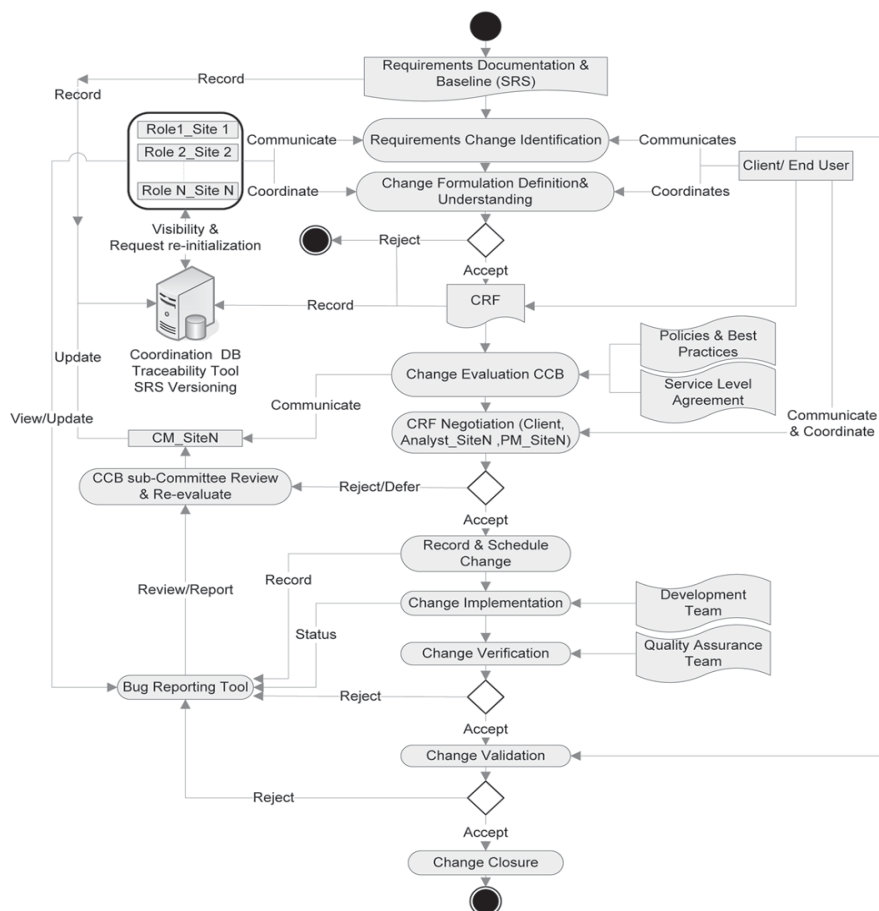 Requirements Documentation &
Baseline (SRS)
Record
Record
Role1_Site 1
Role 2_Site 2
Role N_Site N
Communicate
Coordinate
Requirements Change Identification
Communicates
Client/ End User
Change Formulation Definition&
Understanding
Coordinates
Visibility &
Request re-initialization
Reject
Accept
Record
CRF
Coordination DB
Traceability Tool
SRS Versioning
Policies & Best
Practices
Update
Change Evaluation CCB
Service Level
Agreement
View/Update
Communicate
Communicate
& Coordinate
CM_SiteN
CRF Negotiation (Client,
Analyst_SiteN ,PM_SiteN)
CCB sub-Committee Review
& Re-evaluate
Reject/Defer
Accept
Record & Schedule
Change
Record
Review/Report
Change Implementation
Development
Team
Status
Change Verification
Quality Assurance
Team
Bug Reporting Tool
Reject
Accept
Change Validation
Reject
Accept
Change Closure